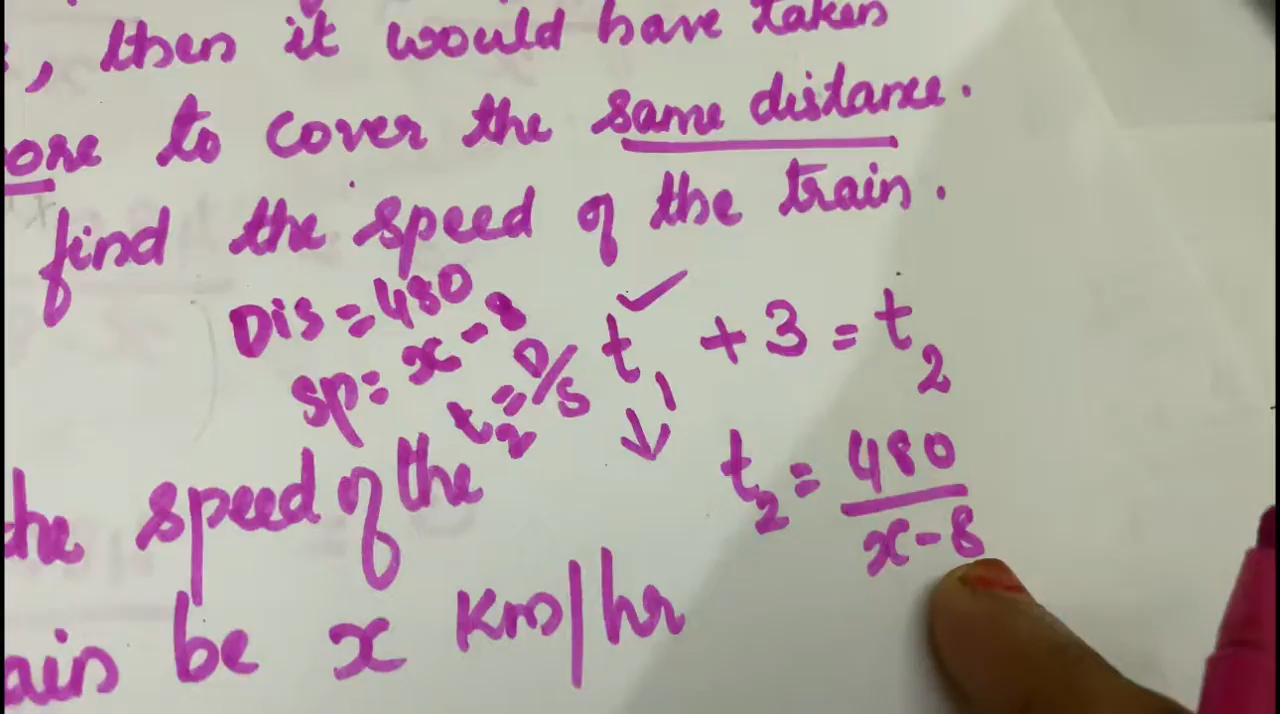 , then it would have taken
ore to cover the same distance.
find the speed of the train.
Dis = 480
sp: x - 8
t2 = D/S
t1 + 3 = t2
t2 = 480/x-8
the speed of the
ain be x Km/hr